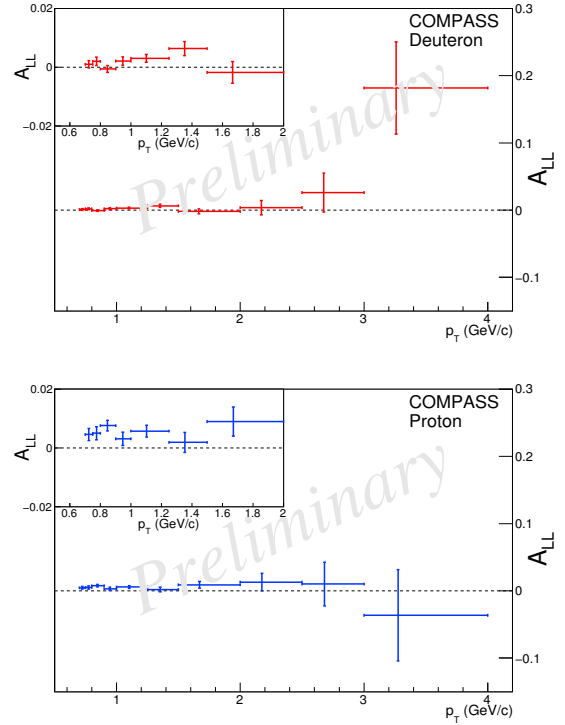 0.02
0
−0.02
A_LL
0.6 0.8 1 1.2 1.4 1.6 1.8 2
p_T (GeV/c)
COMPASS
Deuteron
0.3
0.2
0.1
0
−0.1
A_LL
Preliminary
1 2 3 4
p_T (GeV/c)
0.02
0
−0.02
A_LL
0.6 0.8 1 1.2 1.4 1.6 1.8 2
p_T (GeV/c)
COMPASS
Proton
0.3
0.2
0.1
0
−0.1
A_LL
Preliminary
1 2 3 4
p_T (GeV/c)